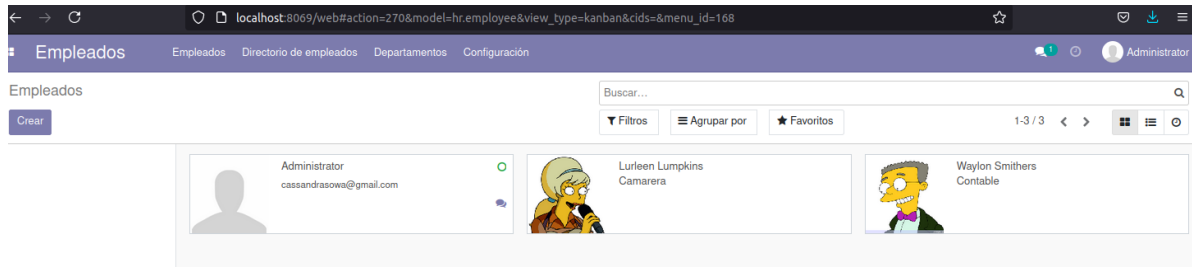 localhost:8069/web#action=270&model=hr.employee&view_type=kanban&cids=&menu_id=168
Empleados Empleados Directorio de empleados Departamentos Configuración 1 Administrator
Empleados
Buscar...
Crear
Filtros Agrupar por Favoritos 1-3 / 3
Administrator
cassandrasowa@gmail.com
Lurleen Lumpkins
Camarera
Waylon Smithers
Contable